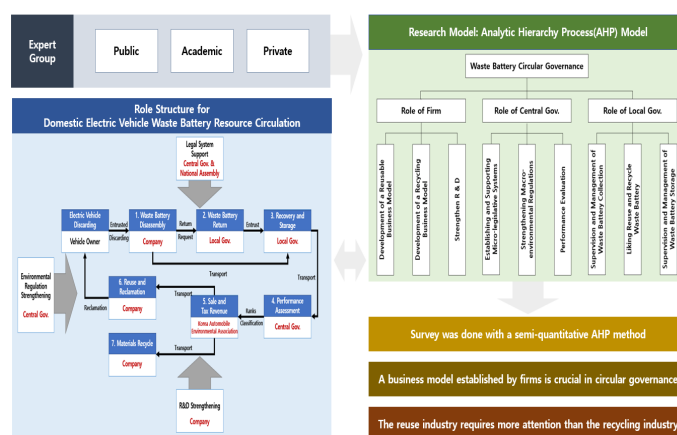 Expert
Group
Public
Academic
Private
Role Structure for
Domestic Electric Vehicle Waste Battery Resource Circulation
Legal System
Support
Central Gov. &
National Assembly
Electric Vehicle
Discarding
Vehicle Owner
Entrusted
Discarding
1. Waste Battery
Disassembly
Company
Return
Request
2. Waste Battery
Return
Local Gov.
Entrust
3. Recovery and
Storage
Local Gov.
Transport
Transport
Environmental
Regulation
Strengthening
Central Gov.
Reclamation
6. Reuse and
Reclamation
Company
Transport
5. Sale and
Tax Revenue
Korea Automobile
Environmental Association
Ranks
Classification
4. Performance
Assessment
Central Gov.
7. Materials Recycle
Company
Transport
R&D Strengthening
Company
Research Model: Analytic Hierarchy Process(AHP) Model
Waste Battery Circular Governance
Role of Firm
Role of Central Gov.
Role of Local Gov.
Development of a Reusable
Business Model
Development of a Recycling
Business Model
Strengthen R & D
Establishing and Supporting
Micro-legislative Systems
Strengthening Macro-
environmental Regulations
Performance Evaluation
Supervision and Management of
Waste Battery Collection
Liking Reuse and Recycle
Waste Battery
Supervision and Management of
Waste Battery Storage
Survey was done with a semi-quantitative AHP method
A business model established by firms is crucial in circular governance
The reuse industry requires more attention than the recycling industry